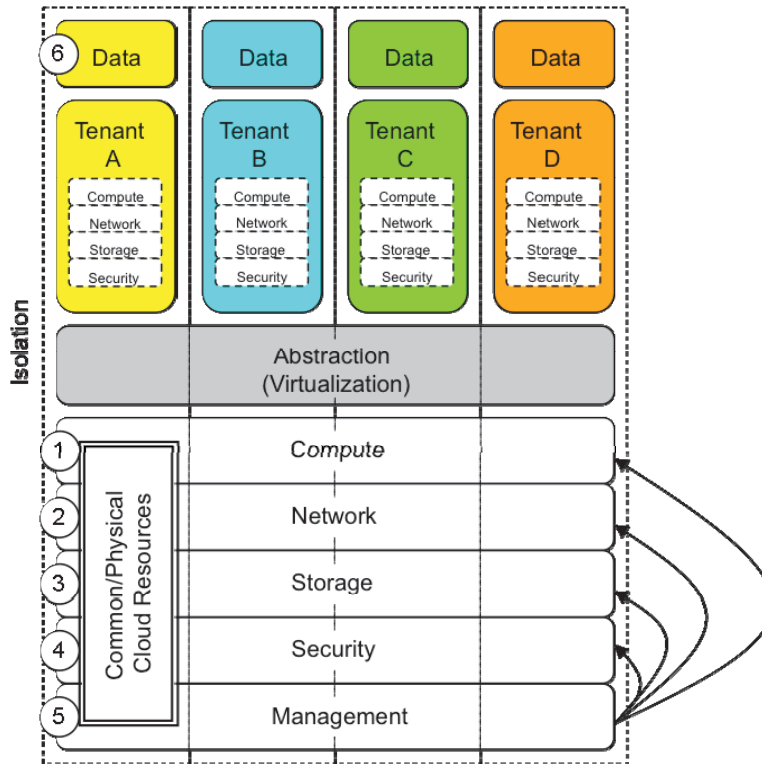 6
Data
Data
Data
Data
Tenant
A
Compute
Network
Storage
Security
Tenant
B
Compute
Network
Storage
Security
Tenant
C
Compute
Network
Storage
Security
Tenant
D
Compute
Network
Storage
Security
Isolation
Abstraction
(Virtualization)
1
Compute
2
Network
3
Storage
4
Security
5
Management
Common/Physical
Cloud Resources